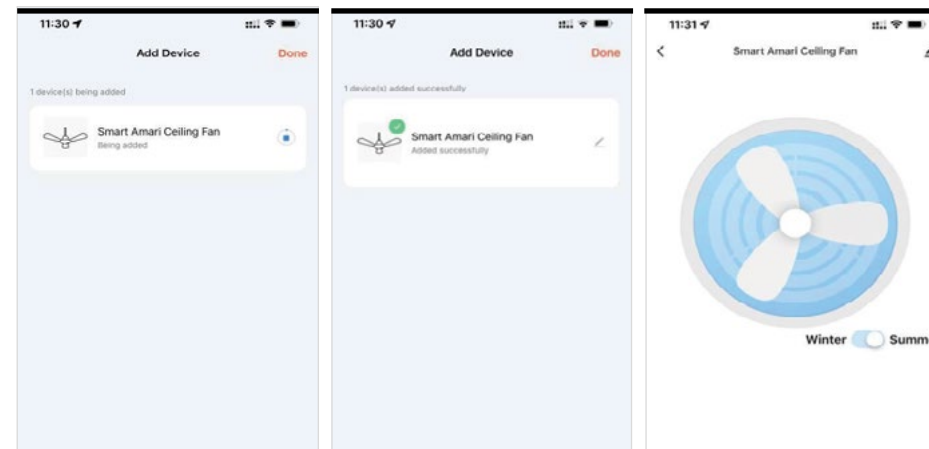 11:30
Add Device
Done
1 device(s) being added
Smart Amari Ceiling Fan
Being added
11:30
Add Device
Done
1 device(s) added successfully
Smart Amari Ceiling Fan
Added successfully
11:31
Smart Amari Ceiling Fan
Winter
Summ